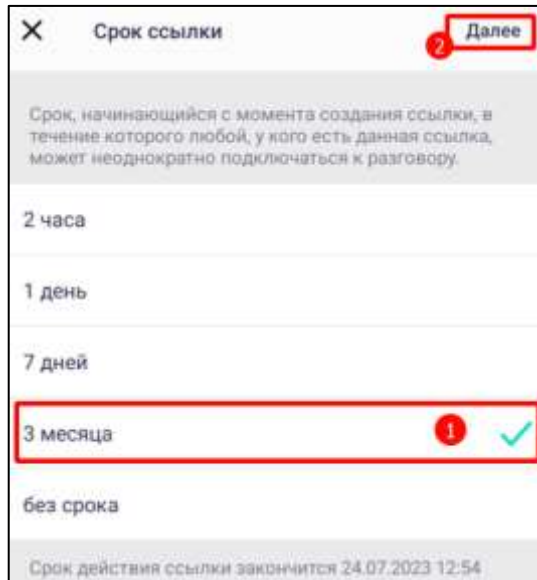 Срок ссылки
2
Далее
Срок, начинающийся с момента создания ссылки, в
течение которого любой, у кого есть данная ссылка,
может неоднократно подключаться к разговору.
2 часа
1 день
7 дней
3 месяца
1
без срока
Срок действия ссылки закончится 24.07.2023 12:54